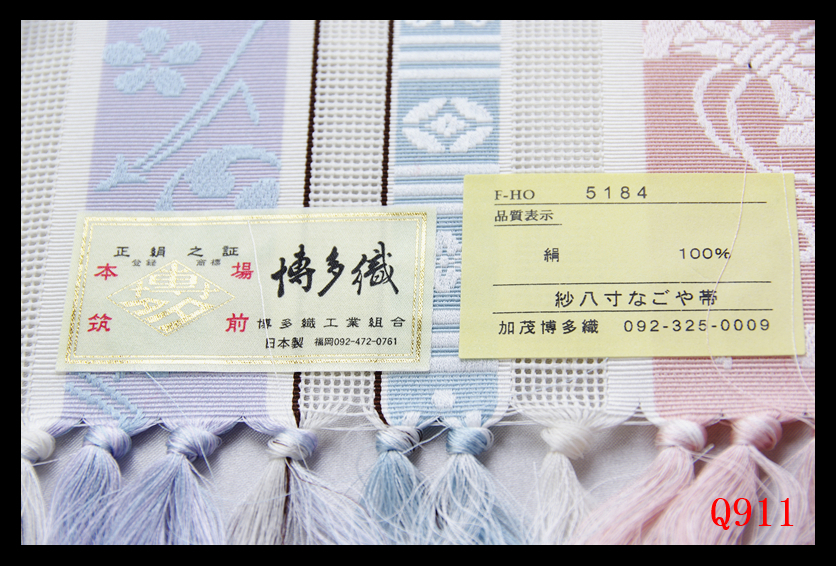 正絹之証
登録 商標
本場
筑前
博多
博多織
博多織工業組合
日本製 福岡092-472-0761
F-HO 5184
品質表示
絹 100%
紗八寸なごや帯
加茂博多織 092-325-0009
Q911